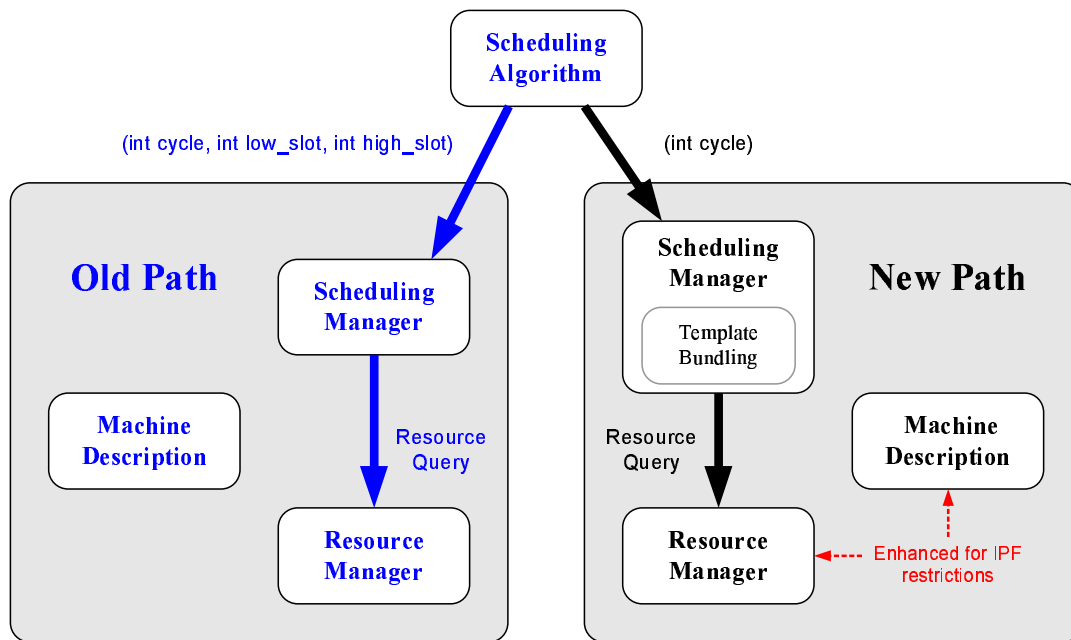 Scheduling
Algorithm
(int cycle, int low_slot, int high_slot)
(int cycle)
Old Path
Scheduling
Manager
Machine
Description
Resource
Query
Resource
Manager
New Path
Scheduling
Manager
Template
Bundling
Resource
Query
Machine
Description
Resource
Manager
Enhanced for IPF
restrictions